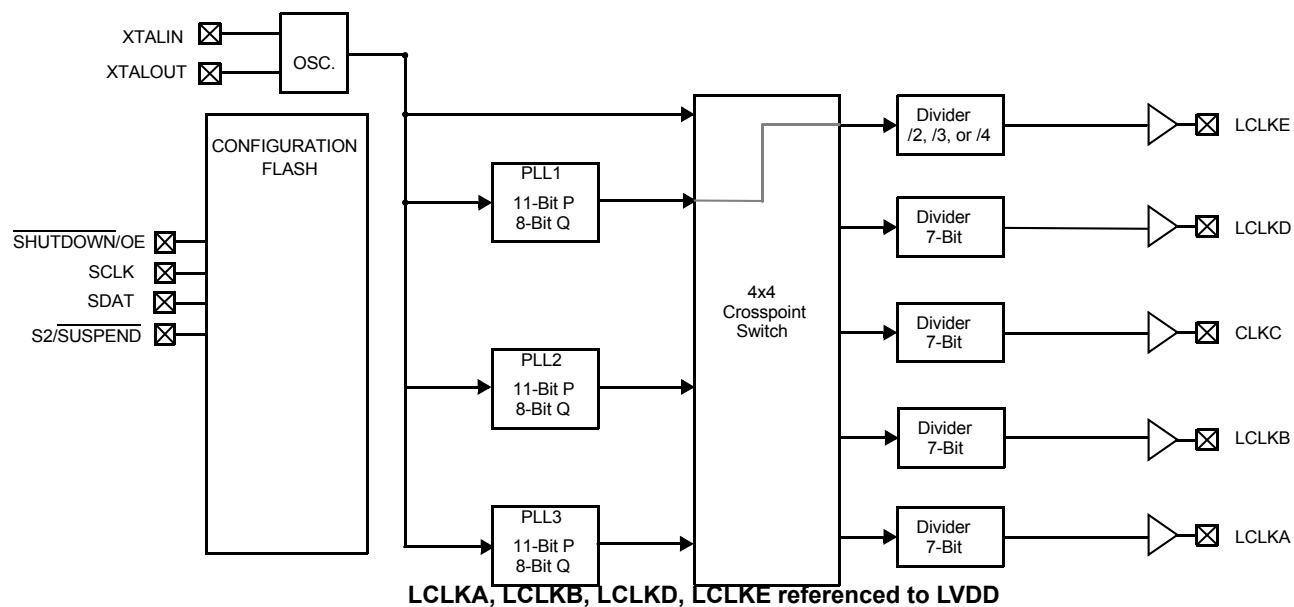 XTALIN
XTALOUT
OSC.
CONFIGURATION
FLASH
SHUTDOWN/OE
SCLK
SDAT
S2/SUSPEND
PLL1
11-Bit P
8-Bit Q
PLL2
11-Bit P
8-Bit Q
PLL3
11-Bit P
8-Bit Q
4x4
Crosspoint
Switch
Divider
/2, /3, or /4
LCLKE
Divider
7-Bit
LCLKD
Divider
7-Bit
CLKC
Divider
7-Bit
LCLKB
Divider
7-Bit
LCLKA
LCLKA, LCLKB, LCLKD, LCLKE referenced to LVDD